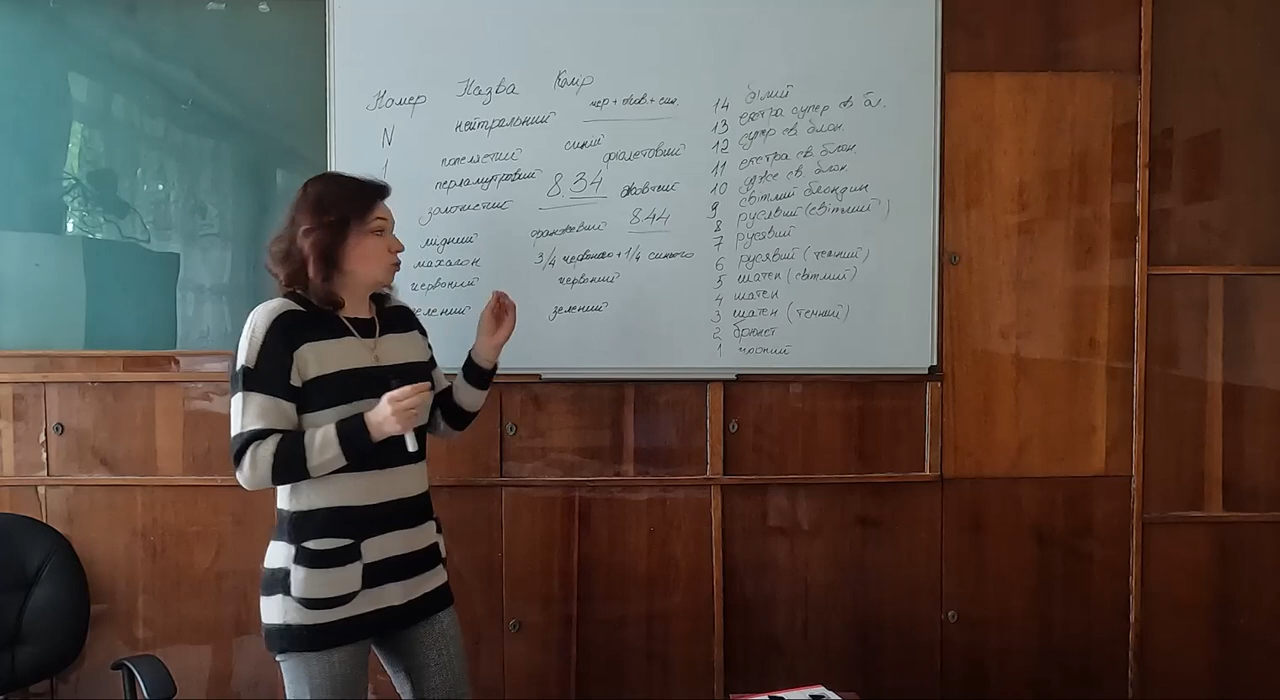 Номер Назва Колір
N нейтральний чер + жов. + син.
1 попелястий синій
перламутровий фіолетовий
золотистий 8.34 жовтий
мідний оранжевий 8.44
махагон 3/4 червоного + 1/4 синього
червоний червоний
зелений зелений
14 білий
13 екстра супер св бл.
12 супер св. блон.
11 екстра св. блон.
10 дуже св. блон.
9 світлий блондин
8 русявий (світлий)
7 русявий
6 русявий (темний)
5 шатен (світлий)
4 шатен
3 шатен (темний)
2 брюнет
1 чорний